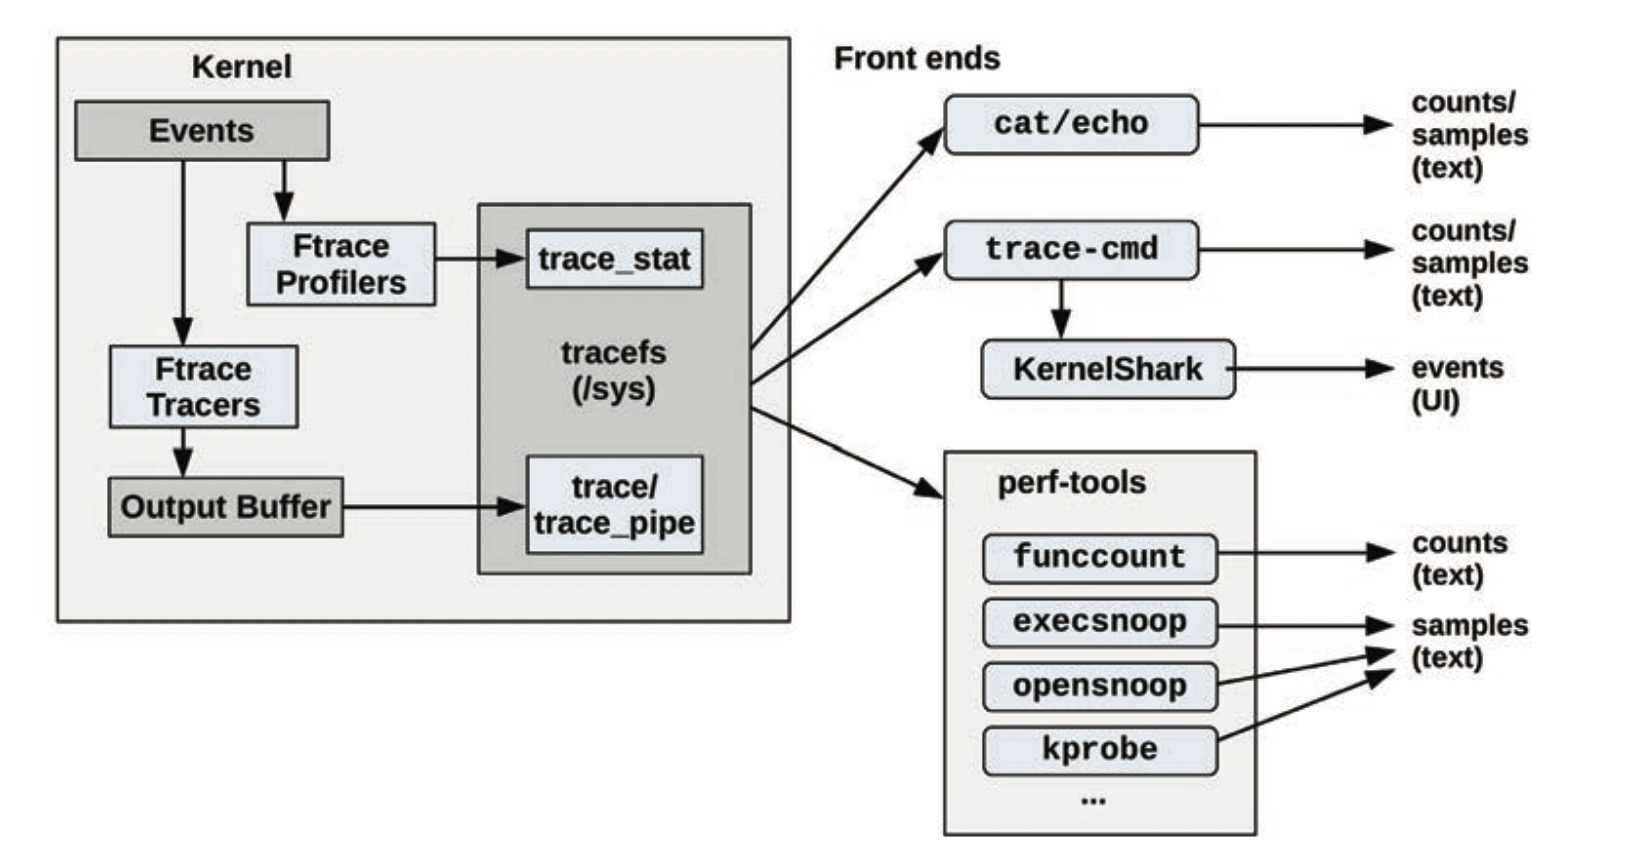 Kernel
Events
Ftrace
Profilers
Ftrace
Tracers
Output Buffer
trace_stat
tracefs
(/sys)
trace/
trace_pipe
Front ends
cat/echo
counts/
samples
(text)
trace-cmd
counts/
samples
(text)
KernelShark
events
(UI)
perf-tools
funccount
counts
(text)
execsnoop
samples
(text)
opensnoop
kprobe
...